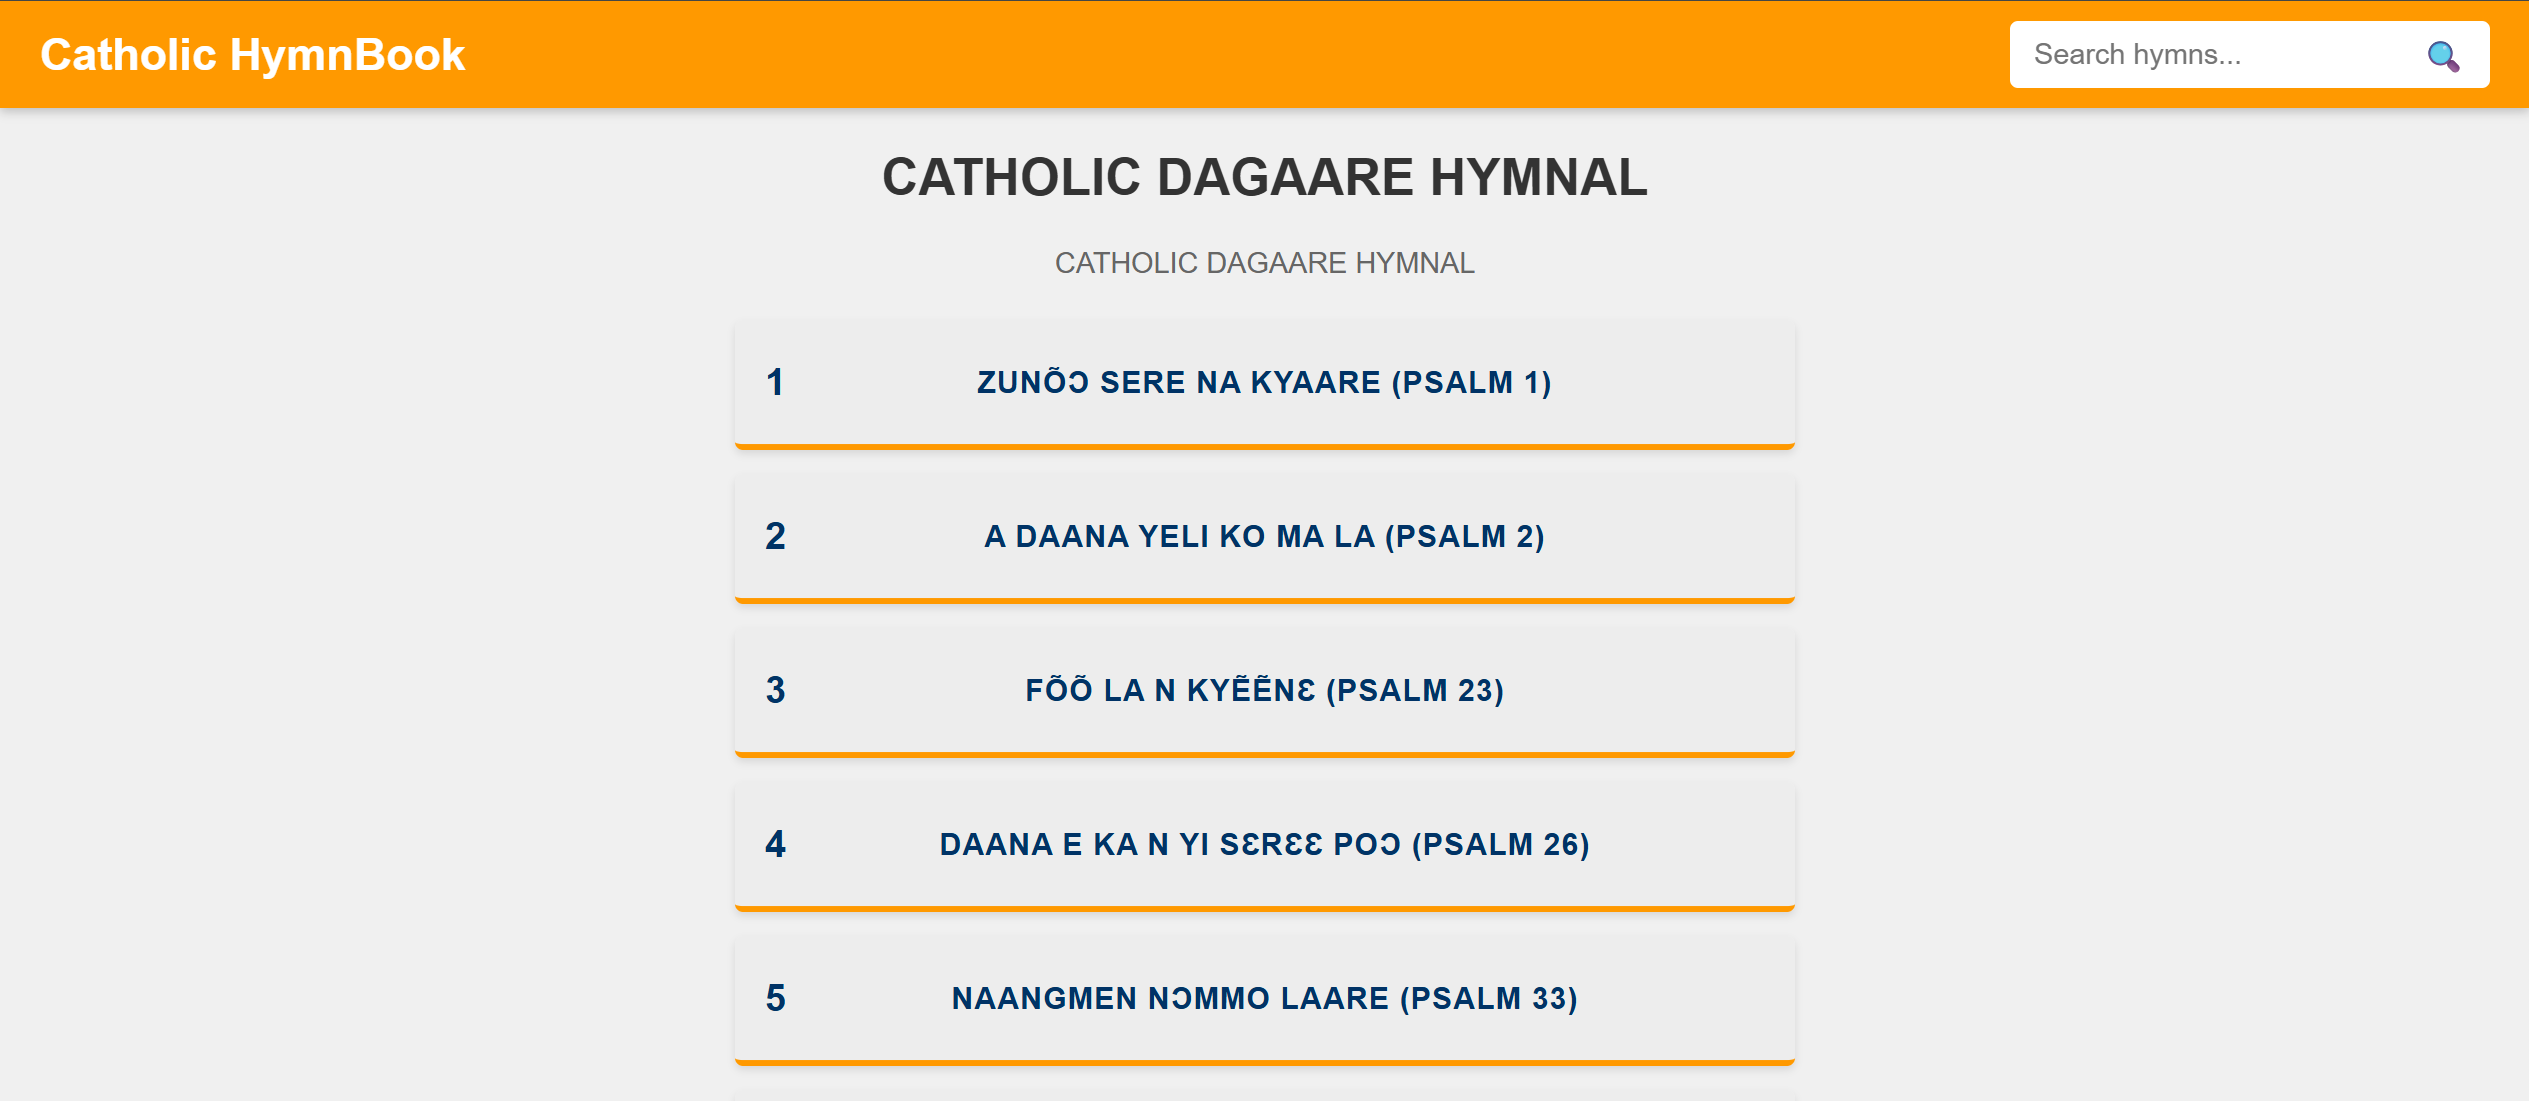 Catholic HymnBook
Search hymns...
CATHOLIC DAGAARE HYMNAL
CATHOLIC DAGAARE HYMNAL
1 ZUNÕƆ SERE NA KYAARE (PSALM 1)
2 A DAANA YELI KO MA LA (PSALM 2)
3 FÕÕ LA N KYẼẼNƐ (PSALM 23)
4 DAANA E KA N YI SƐRƐƐ POƆ (PSALM 26)
5 NAANGMEN NƆMMO LAARE (PSALM 33)